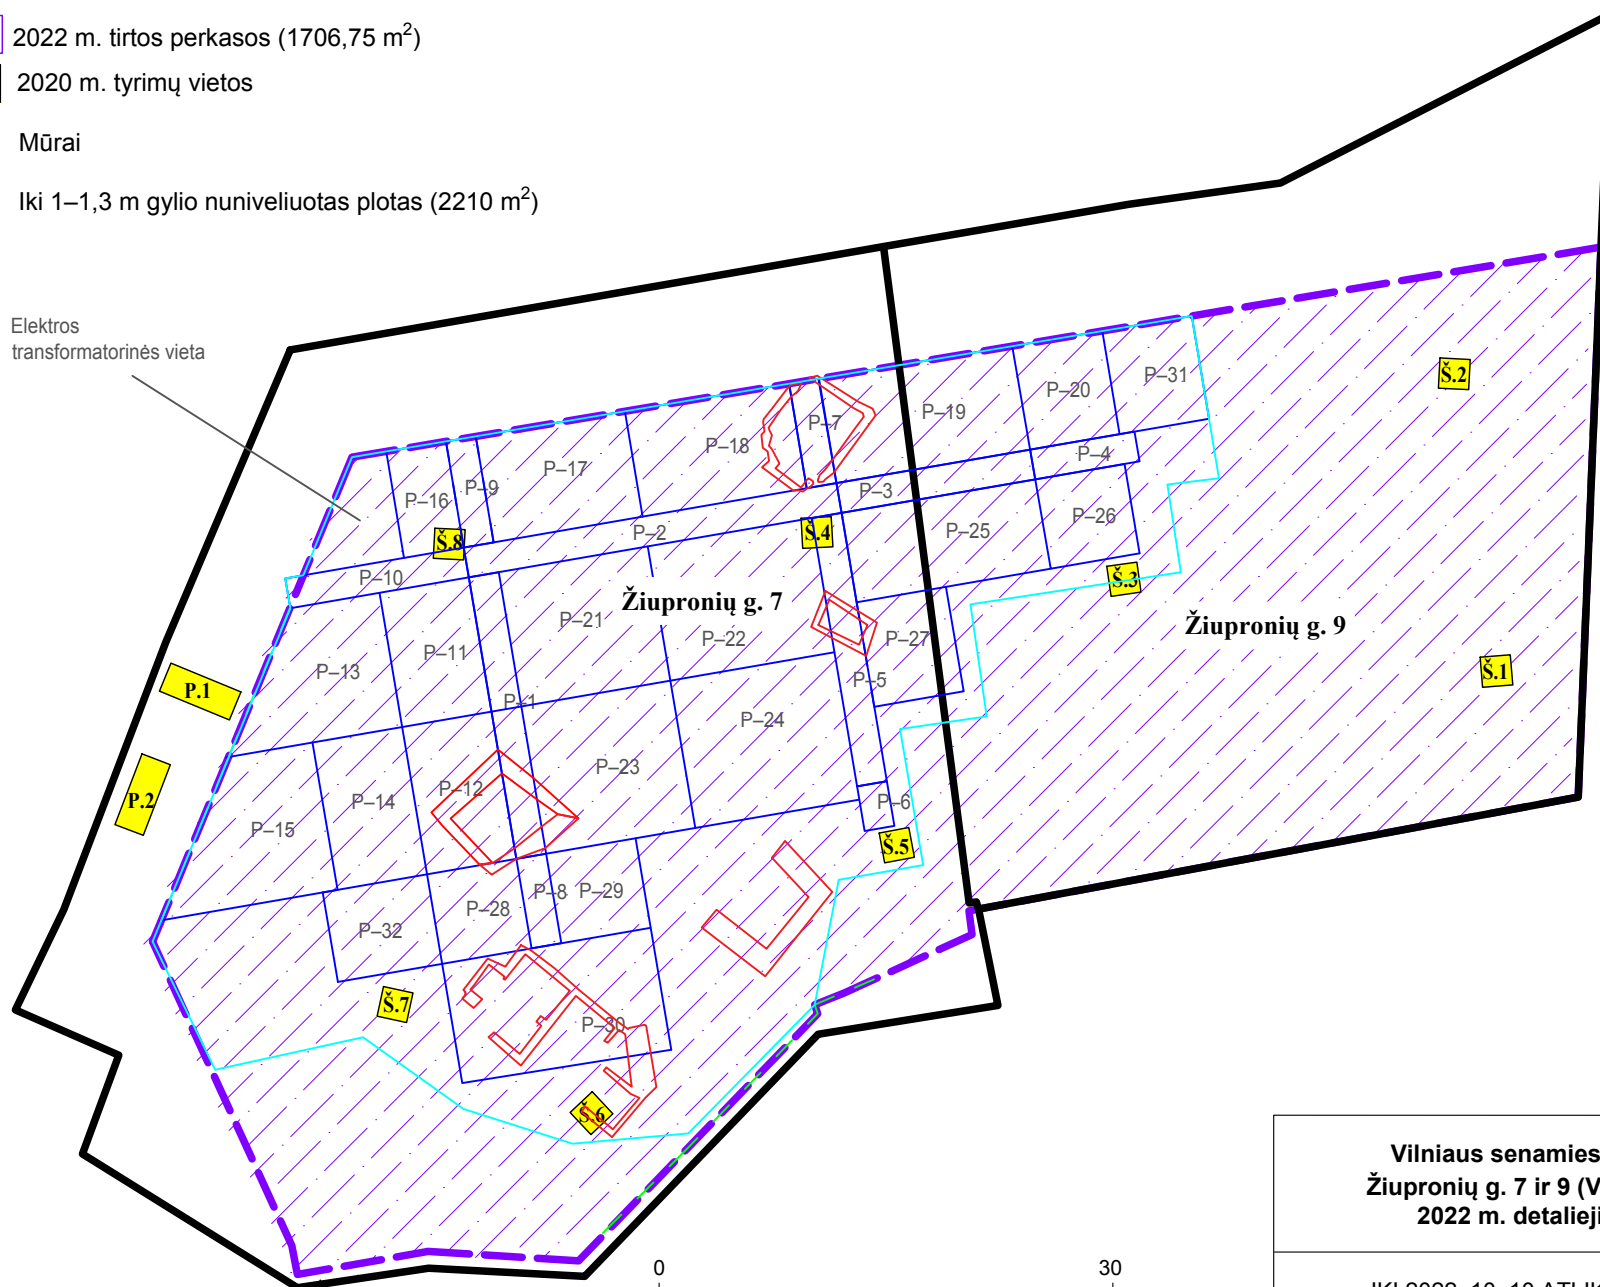 2022 m. tirtos perkasos (1706,75 m²)
2020 m. tyrimų vietos
Mūrai
Iki 1–1,3 m gylio nuniveliuotas plotas (2210 m²)
Elektros
transformatorinės vieta
P–31
P–20
P–19
P–7
P–18
P–17
P–9
P–16
P–4
P–3
P–26
P–25
P–2
P–10
Š.2
Š.4
Š.8
Š.3
Žiupronių g. 7
Žiupronių g. 9
P–21
P–22
P–27
P–11
P–13
P–5
P–1
P–24
Š.1
P.1
P.2
P–23
P–12
P–14
P–15
P–6
Š.5
P–8
P–29
P–28
P–32
Š.7
P–30
Š.6
0
30
Vilniaus senamies
Žiupronių g. 7 ir 9 (V
2022 m. detalieji